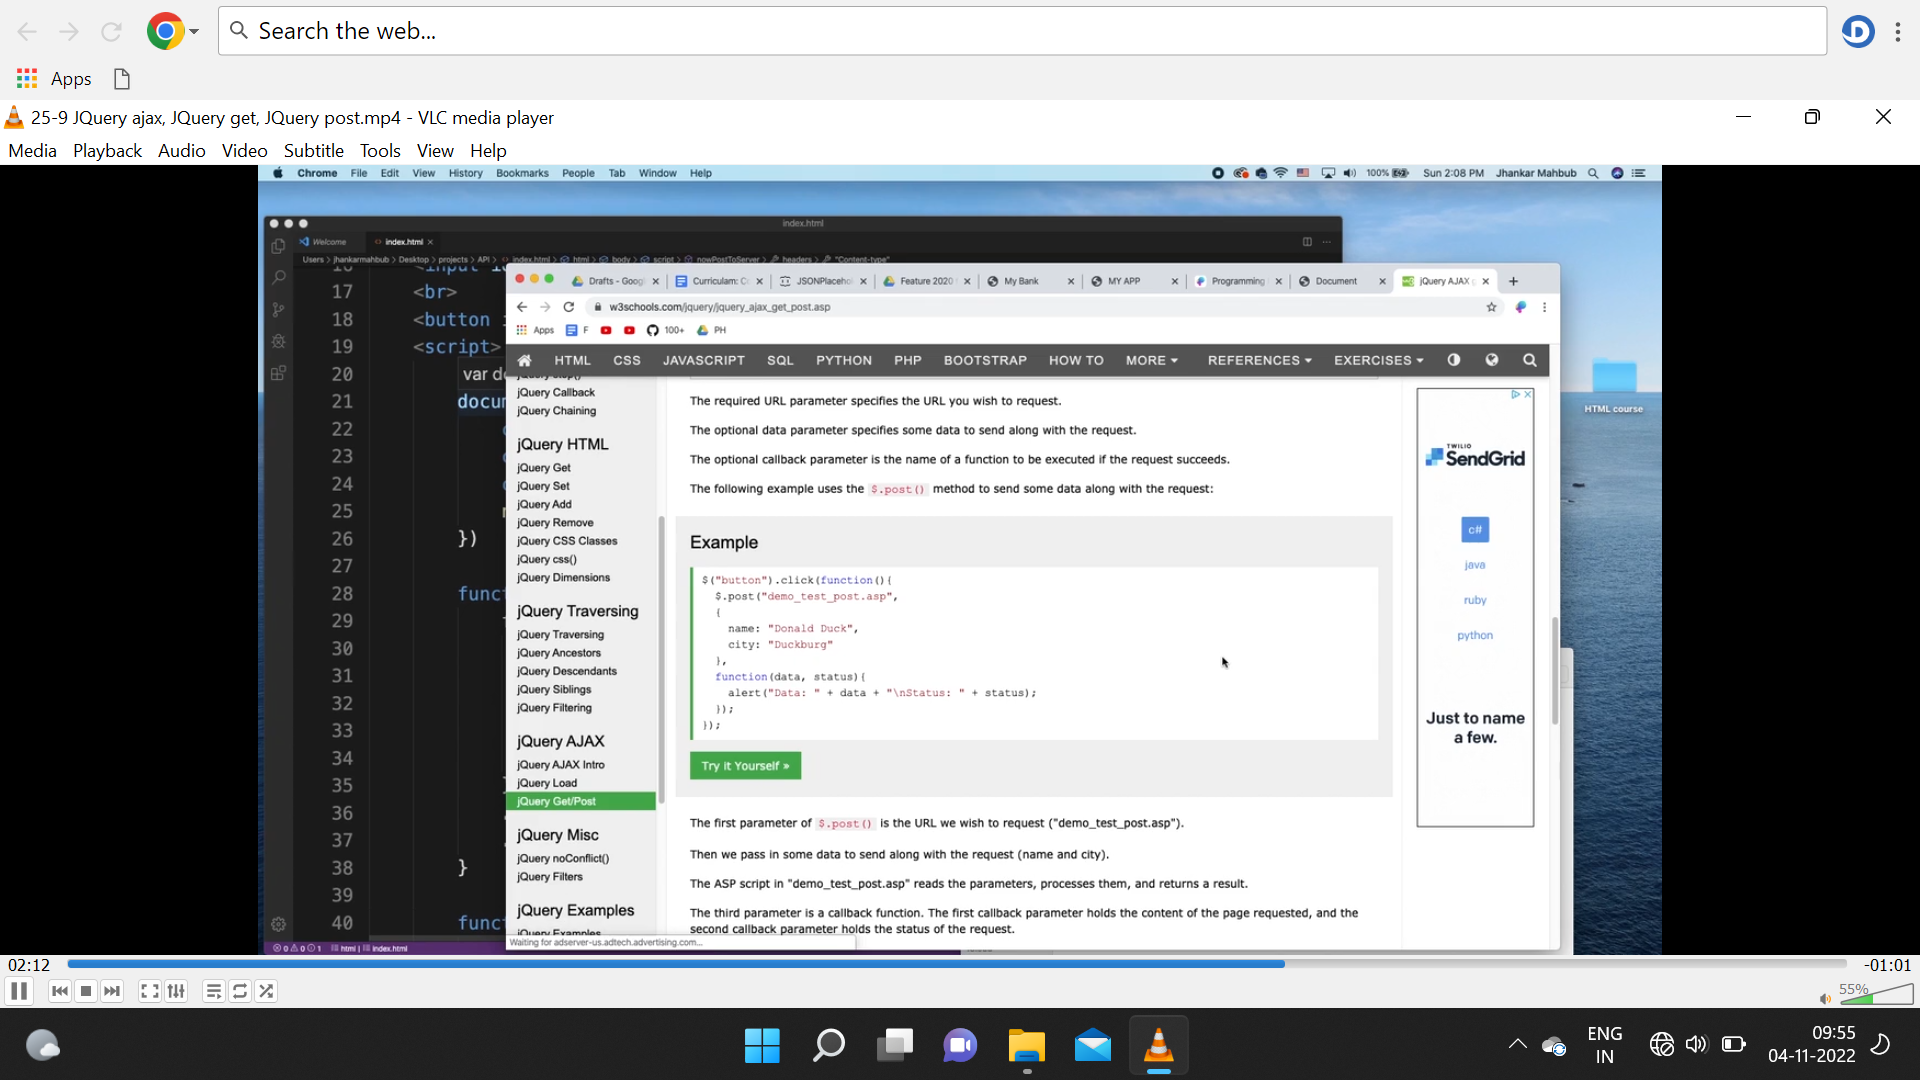 Search the web...
Apps
25-9 JQuery ajax, JQuery get, JQuery post.mp4 - VLC media player
Media Playback Audio Video Subtitle Tools View Help
Chrome File Edit View History Bookmarks People Tab Window Help 100% Sun 2:08 PM Jhankar Mahbub
index.html
Welcome index.html
Users > jhankarmahbub > Desktop > projects > API > index.html > html > body > script > nowPostToServer > headers > "Content-type"
17 <br>
18 <button
19 <script>
20 var do
21 docum
22
23
24
25
26 })
27
28 funct
29
30
31
32
33
34
35
36
37
38 }
39
40 funct
0 0 1 html | index.html
Drafts - Goog Curriculum: C JSONPlaceho Feature 2020 My Bank MY APP Programming Document jQuery AJAX
w3schools.com/jquery/jquery_ajax_get_post.asp
Apps F 100+ PH
HTML CSS JAVASCRIPT SQL PYTHON PHP BOOTSTRAP HOW TO MORE REFERENCES EXERCISES
jQuery Callback
jQuery Chaining
jQuery HTML
jQuery Get
jQuery Set
jQuery Add
jQuery Remove
jQuery CSS Classes
jQuery css()
jQuery Dimensions
jQuery Traversing
jQuery Traversing
jQuery Ancestors
jQuery Descendants
jQuery Siblings
jQuery Filtering
jQuery AJAX
jQuery AJAX Intro
jQuery Load
jQuery Get/Post
jQuery Misc
jQuery noConflict()
jQuery Filters
jQuery Examples
jQuery Examples
Waiting for adserver-us.adtech.advertising.com...
The required URL parameter specifies the URL you wish to request.
The optional data parameter specifies some data to send along with the request.
The optional callback parameter is the name of a function to be executed if the request succeeds.
The following example uses the $.post() method to send some data along with the request:
Example
$("button").click(function(){
$.post("demo_test_post.asp",
{
name: "Donald Duck",
city: "Duckburg"
},
function(data, status){
alert("Data: " + data + "\nStatus: " + status);
});
});
Try it Yourself »
The first parameter of $.post() is the URL we wish to request ("demo_test_post.asp").
Then we pass in some data to send along with the request (name and city).
The ASP script in "demo_test_post.asp" reads the parameters, processes them, and returns a result.
The third parameter is a callback function. The first callback parameter holds the content of the page requested, and the
second callback parameter holds the status of the request.
TWILIO
SendGrid
c#
java
ruby
python
Just to name
a few.
HTML course
02:12 -01:01
55%
ENG
IN
09:55
04-11-2022